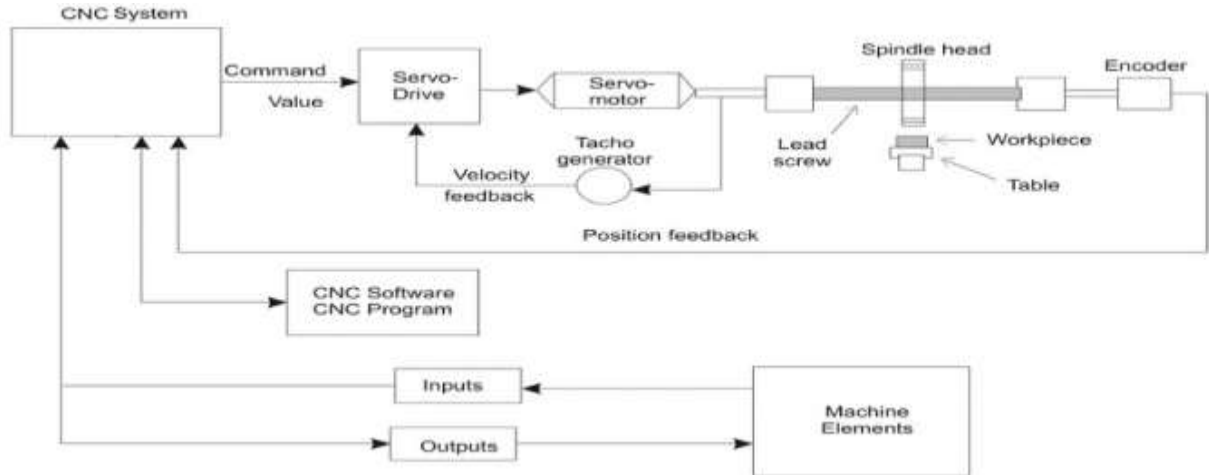 CNC System
Command
Value
Servo-
Drive
Servo-
motor
Spindle head
Encoder
Lead
screw
Workpiece
Table
Tacho
generator
Velocity
feedback
Position feedback
CNC Software
CNC Program
Inputs
Outputs
Machine
Elements